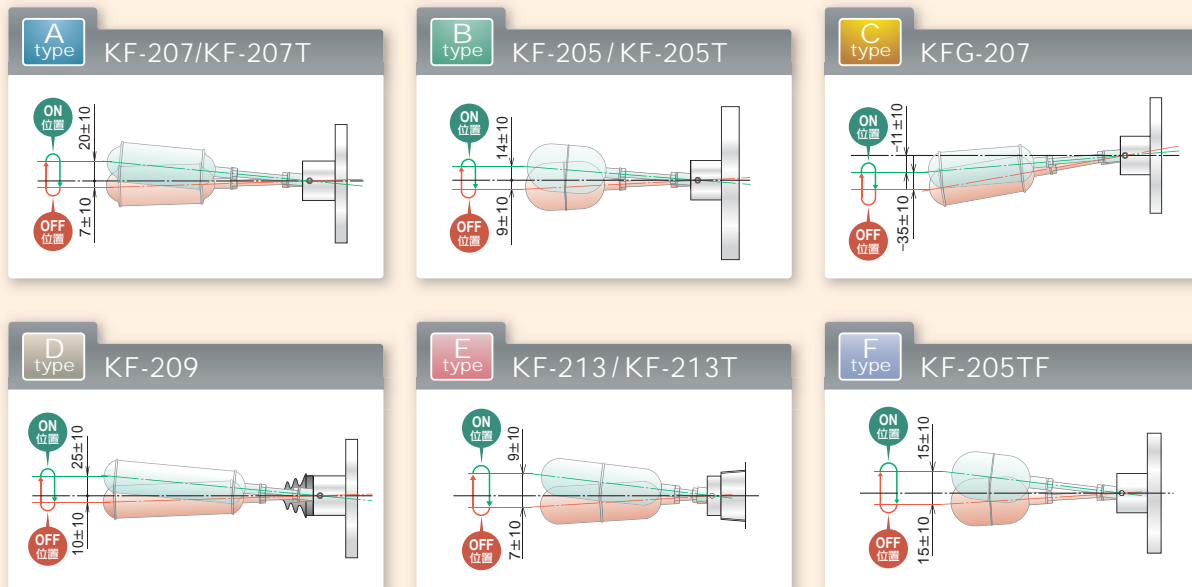 A
type
KF-207/KF-207T
ON
位置
20±10
OFF
位置
7±10
B
type
KF-205/KF-205T
ON
位置
14±10
OFF
位置
9±10
C
type
KFG-207
ON
位置
-11±10
OFF
位置
-35±10
D
type
KF-209
ON
位置
25±10
OFF
位置
10±10
E
type
KF-213/KF-213T
ON
位置
9±10
OFF
位置
7±10
F
type
KF-205TF
ON
位置
15±10
OFF
位置
15±10